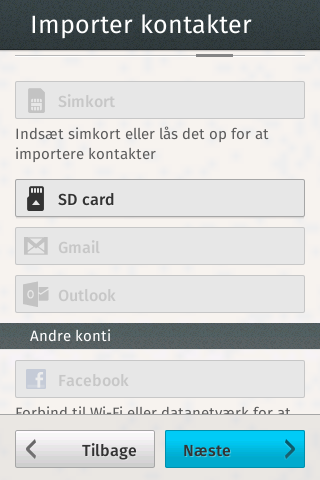 Importer kontakter
Simkort
Indsæt simkort eller lås det op for at
importere kontakter
SD card
Gmail
Outlook
Andre konti
Facebook
Forbind til Wi-Fi eller datanetværk for at
Tilbage
Næste